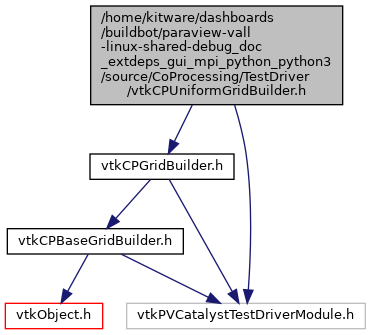 /home/kitware/dashboards
/buildbot/paraview-vall
-linux-shared-debug_doc
_extdeps_gui_mpi_python_python3
/source/CoProcessing/TestDriver
/vtkCPUniformGridBuilder.h
vtkCPGridBuilder.h
vtkCPBaseGridBuilder.h
vtkObject.h
vtkPVCatalystTestDriverModule.h